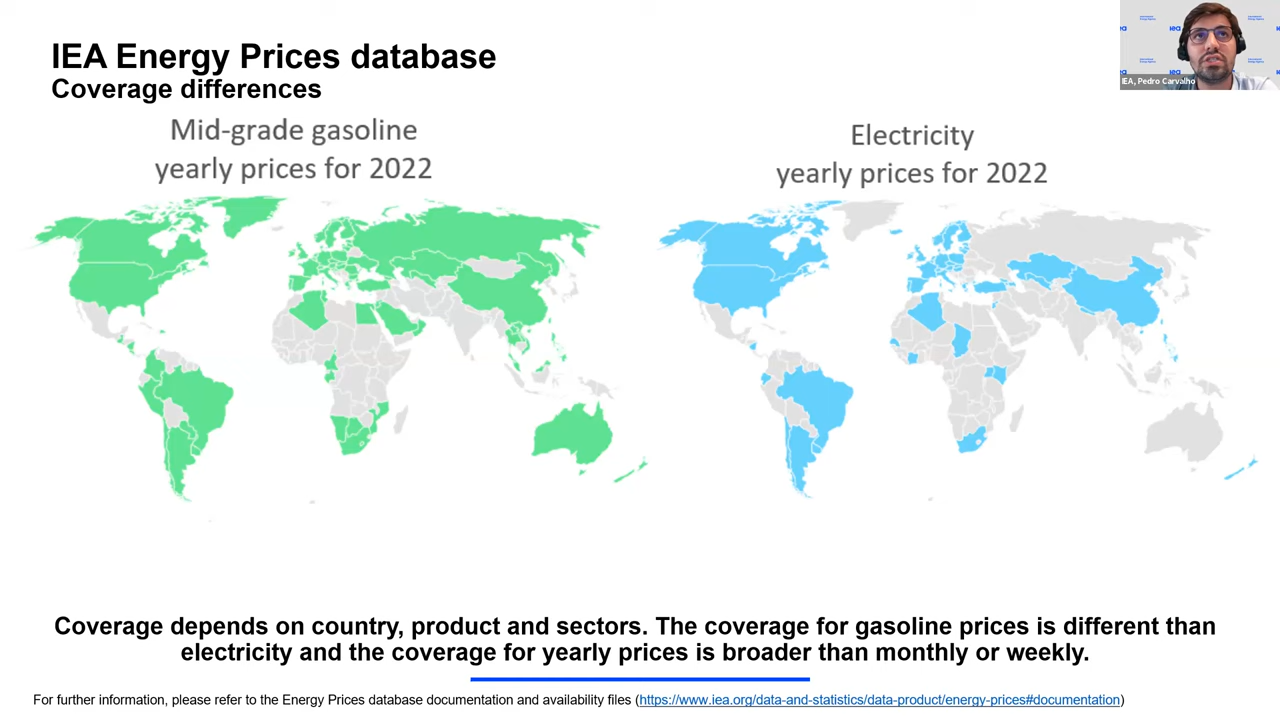 IEA Energy Prices database
Coverage differences
Mid-grade gasoline
yearly prices for 2022
Electricity
yearly prices for 2022
IEA, Pedro Carvalho
Coverage depends on country, product and sectors. The coverage for gasoline prices is different than
electricity and the coverage for yearly prices is broader than monthly or weekly.
For further information, please refer to the Energy Prices database documentation and availability files (https://www.iea.org/data-and-statistics/data-product/energy-prices#documentation)